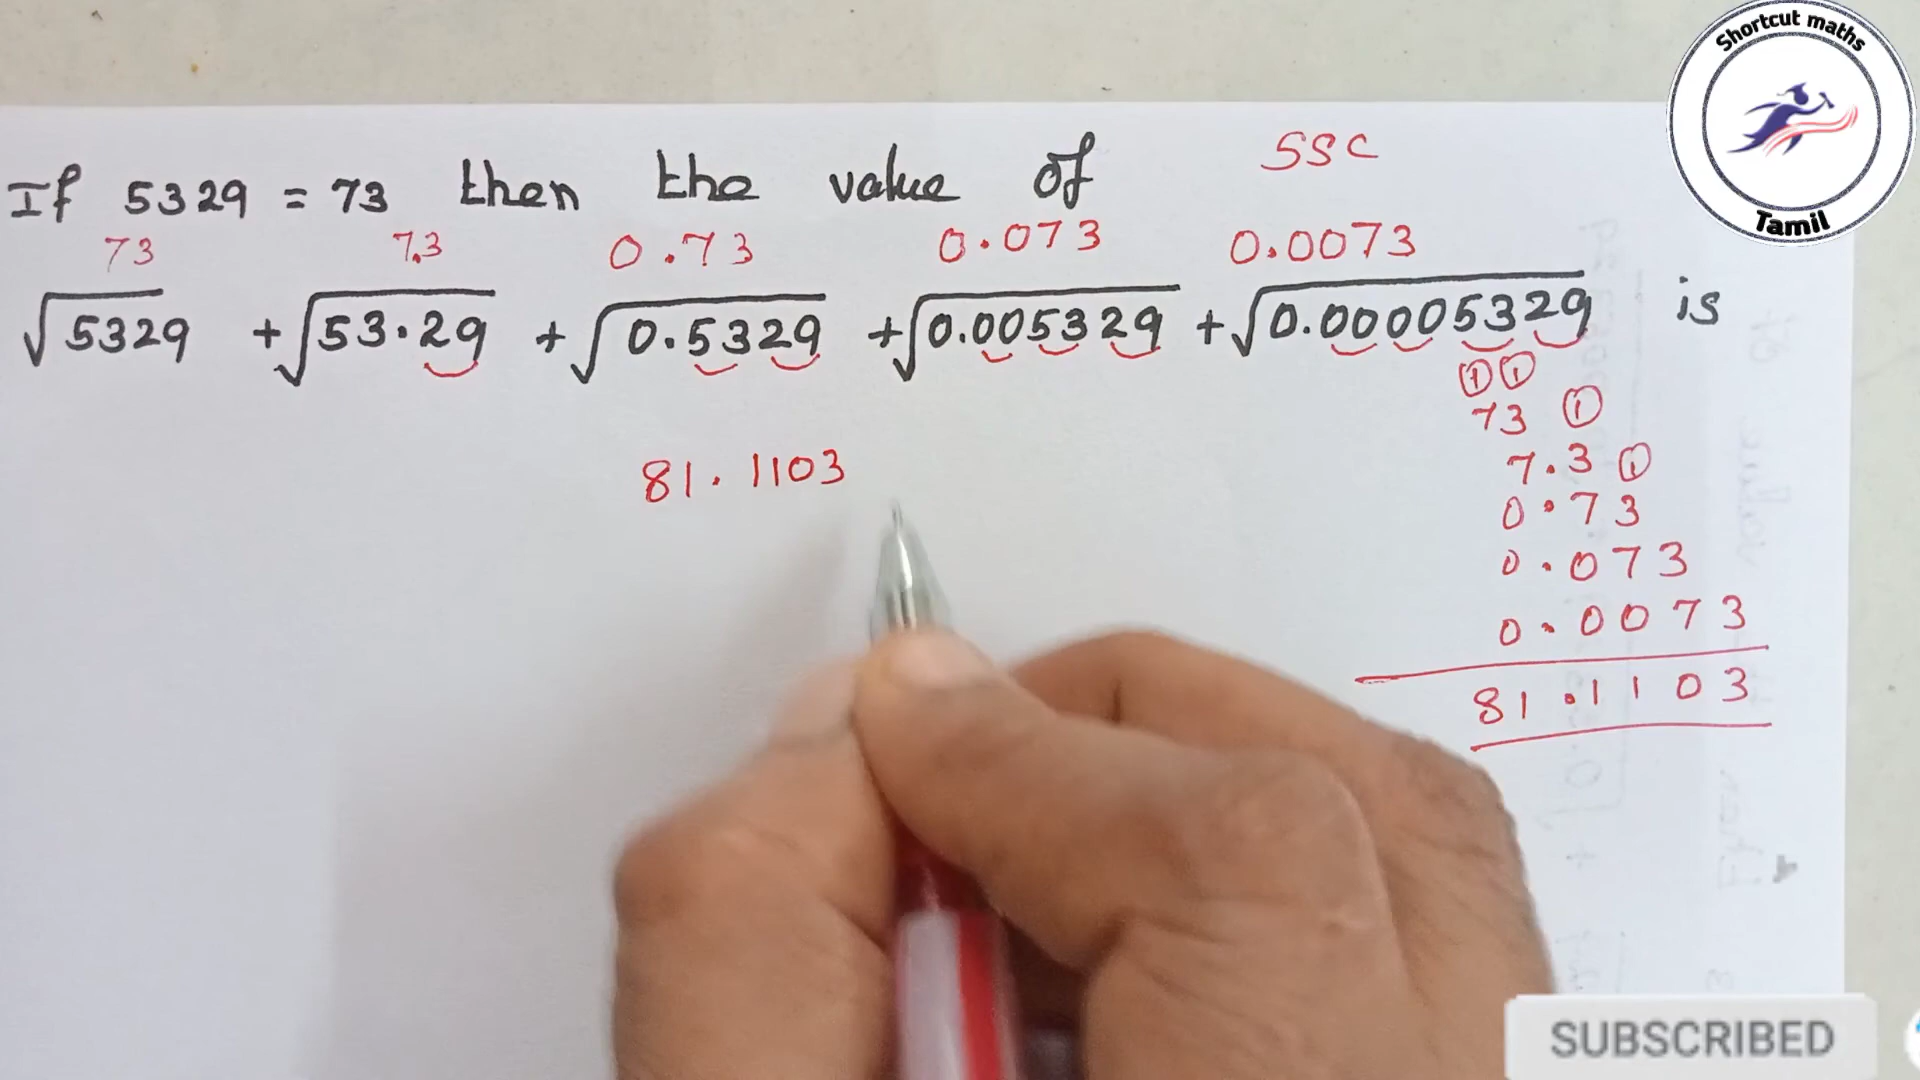 Shortcut maths
Tamil
SSC
If 5329 = 73 then the value of
73 7.3 0.73 0.073 0.0073
√5329 + √53.29 + √0.5329 + √0.005329 + √0.00005329 is
1 1
73 1
7.3 1
0.73
0.073
0.0073
81.1103
81.1103
SUBSCRIBED